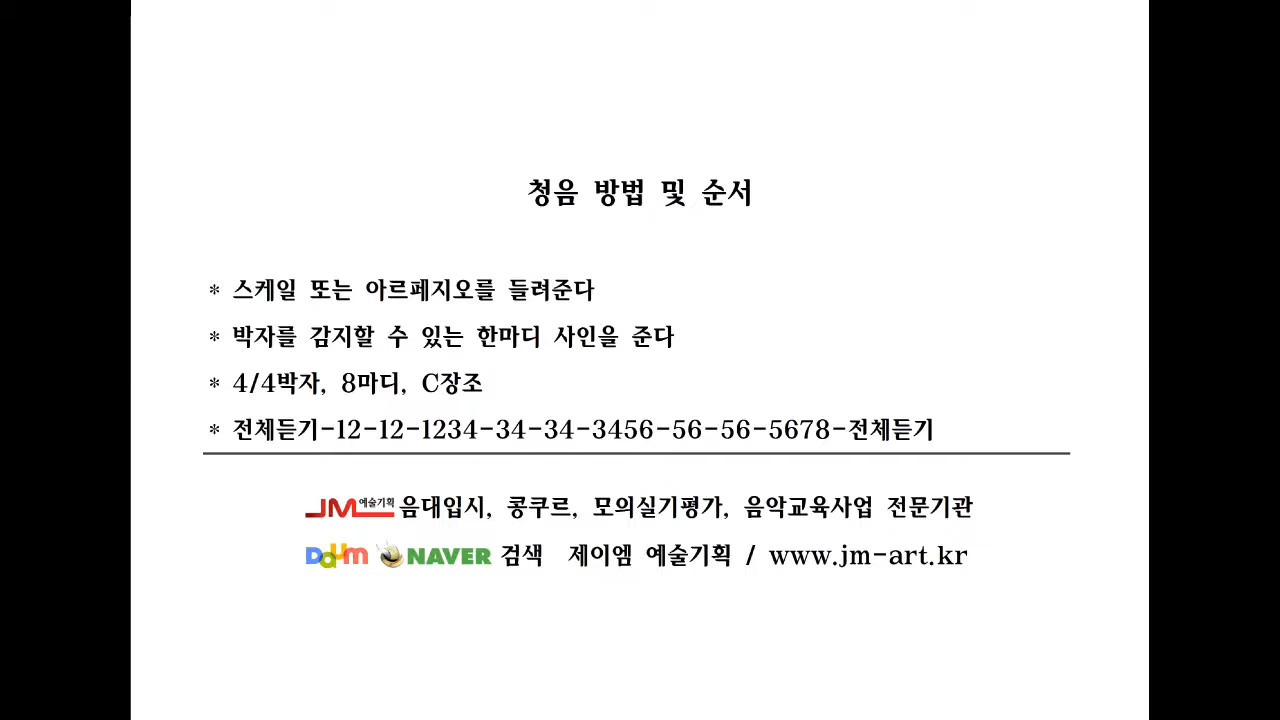 청음 방법 및 순서
* 스케일 또는 아르페지오를 들려준다
* 박자를 감지할 수 있는 한마디 사인을 준다
* 4/4박자, 8마디, C장조
* 전체듣기-12-12-1234-34-34-3456-56-56-5678-전체듣기
JM예술기획 음대입시, 콩쿠르, 모의실기평가, 음악교육사업 전문기관
Daum NAVER 검색 제이엠 예술기획 / www.jm-art.kr